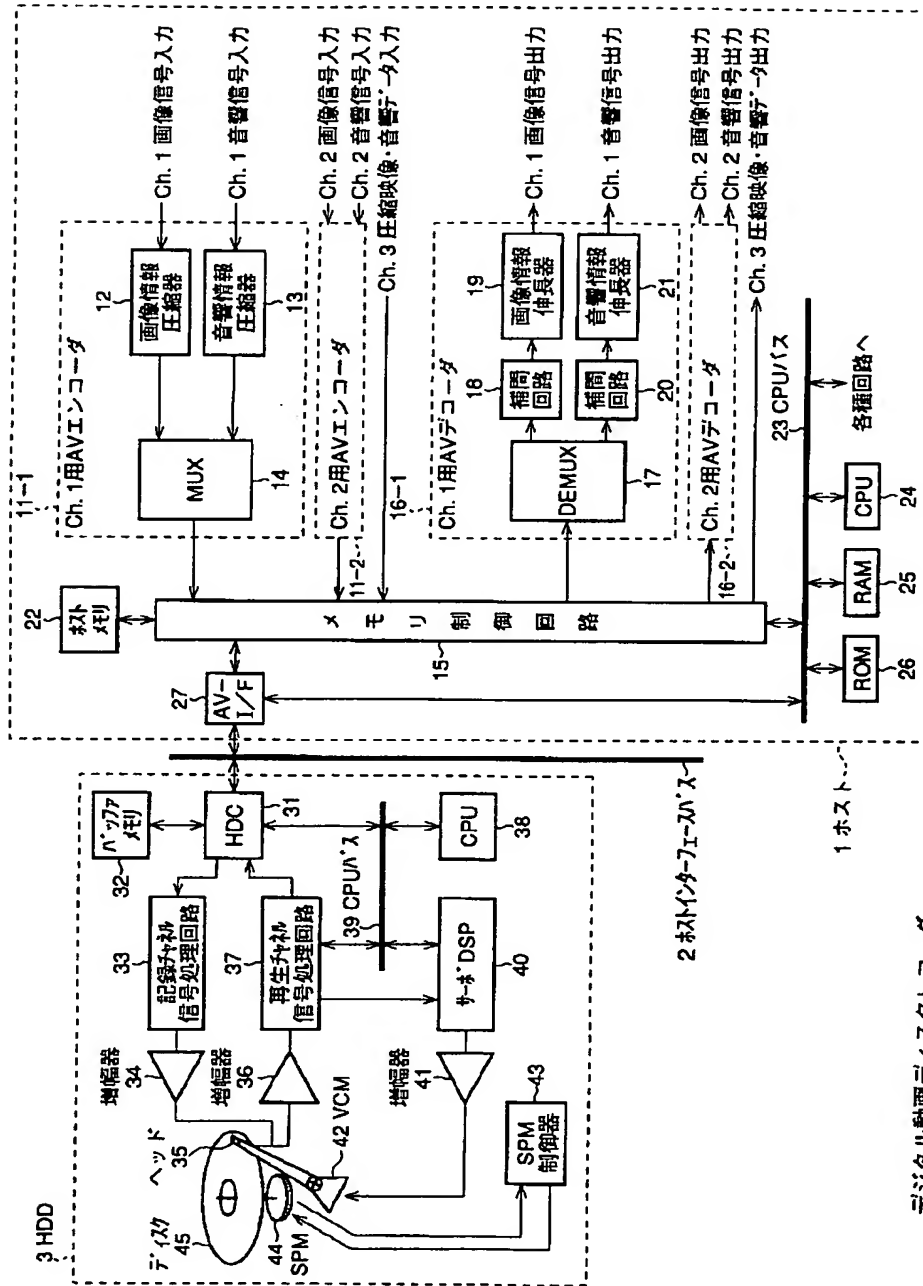 3 HDD
ディスク
45
ヘッド
35
増幅器
34
記録チャネル
信号処理回路
33
バッファ
メモリ
32
HDC
31
増幅器
36
再生チャネル
信号処理回路
37
39 CPUバス
CPU
38
44
SPM
42 VCM
増幅器
41
サーボDSP
40
SPM
制御器
43
2 ホストインターフェースバス
1 ホスト
AV-
I/F
27
ホスト
メモリ
22
メモリ制御回路
15
11-1
Ch. 1用AVエンコーダ
MUX
14
12
画像情報
圧縮器
音響情報
圧縮器
13
Ch. 1 画像信号入力
Ch. 1 音響信号入力
11-2
Ch. 2用AVエンコーダ
Ch. 2 画像信号入力
Ch. 2 音響信号入力
Ch. 3 圧縮映像・音響データ入力
16-1
Ch. 1用AVデコーダ
DEMUX
17
18
補間
回路
19
画像情報
伸長器
補間
回路
20
音響情報
伸長器
21
Ch. 1 画像信号出力
Ch. 1 音響信号出力
16-2
Ch. 2用AVデコーダ
Ch. 2 画像信号出力
Ch. 2 音響信号出力
Ch. 3 圧縮映像・音響データ出力
23 CPUバス
ROM
26
RAM
25
CPU
24
各種回路へ